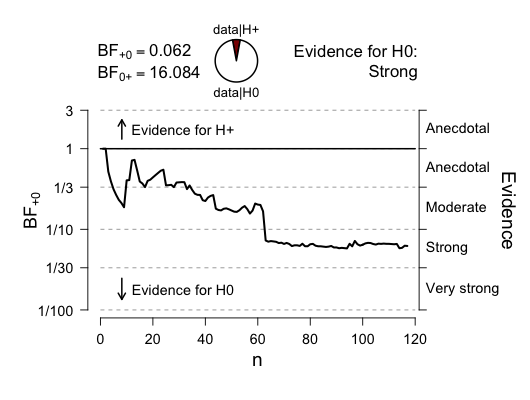 data|H+
BF+0 = 0.062
BF0+ = 16.084
data|H0
Evidence for H0:
Strong
3
1
1/3
1/10
1/30
1/100
BF+0
Evidence for H+
Evidence for H0
Anecdotal
Anecdotal
Moderate
Strong
Very strong
Evidence
0 20 40 60 80 100 120
n